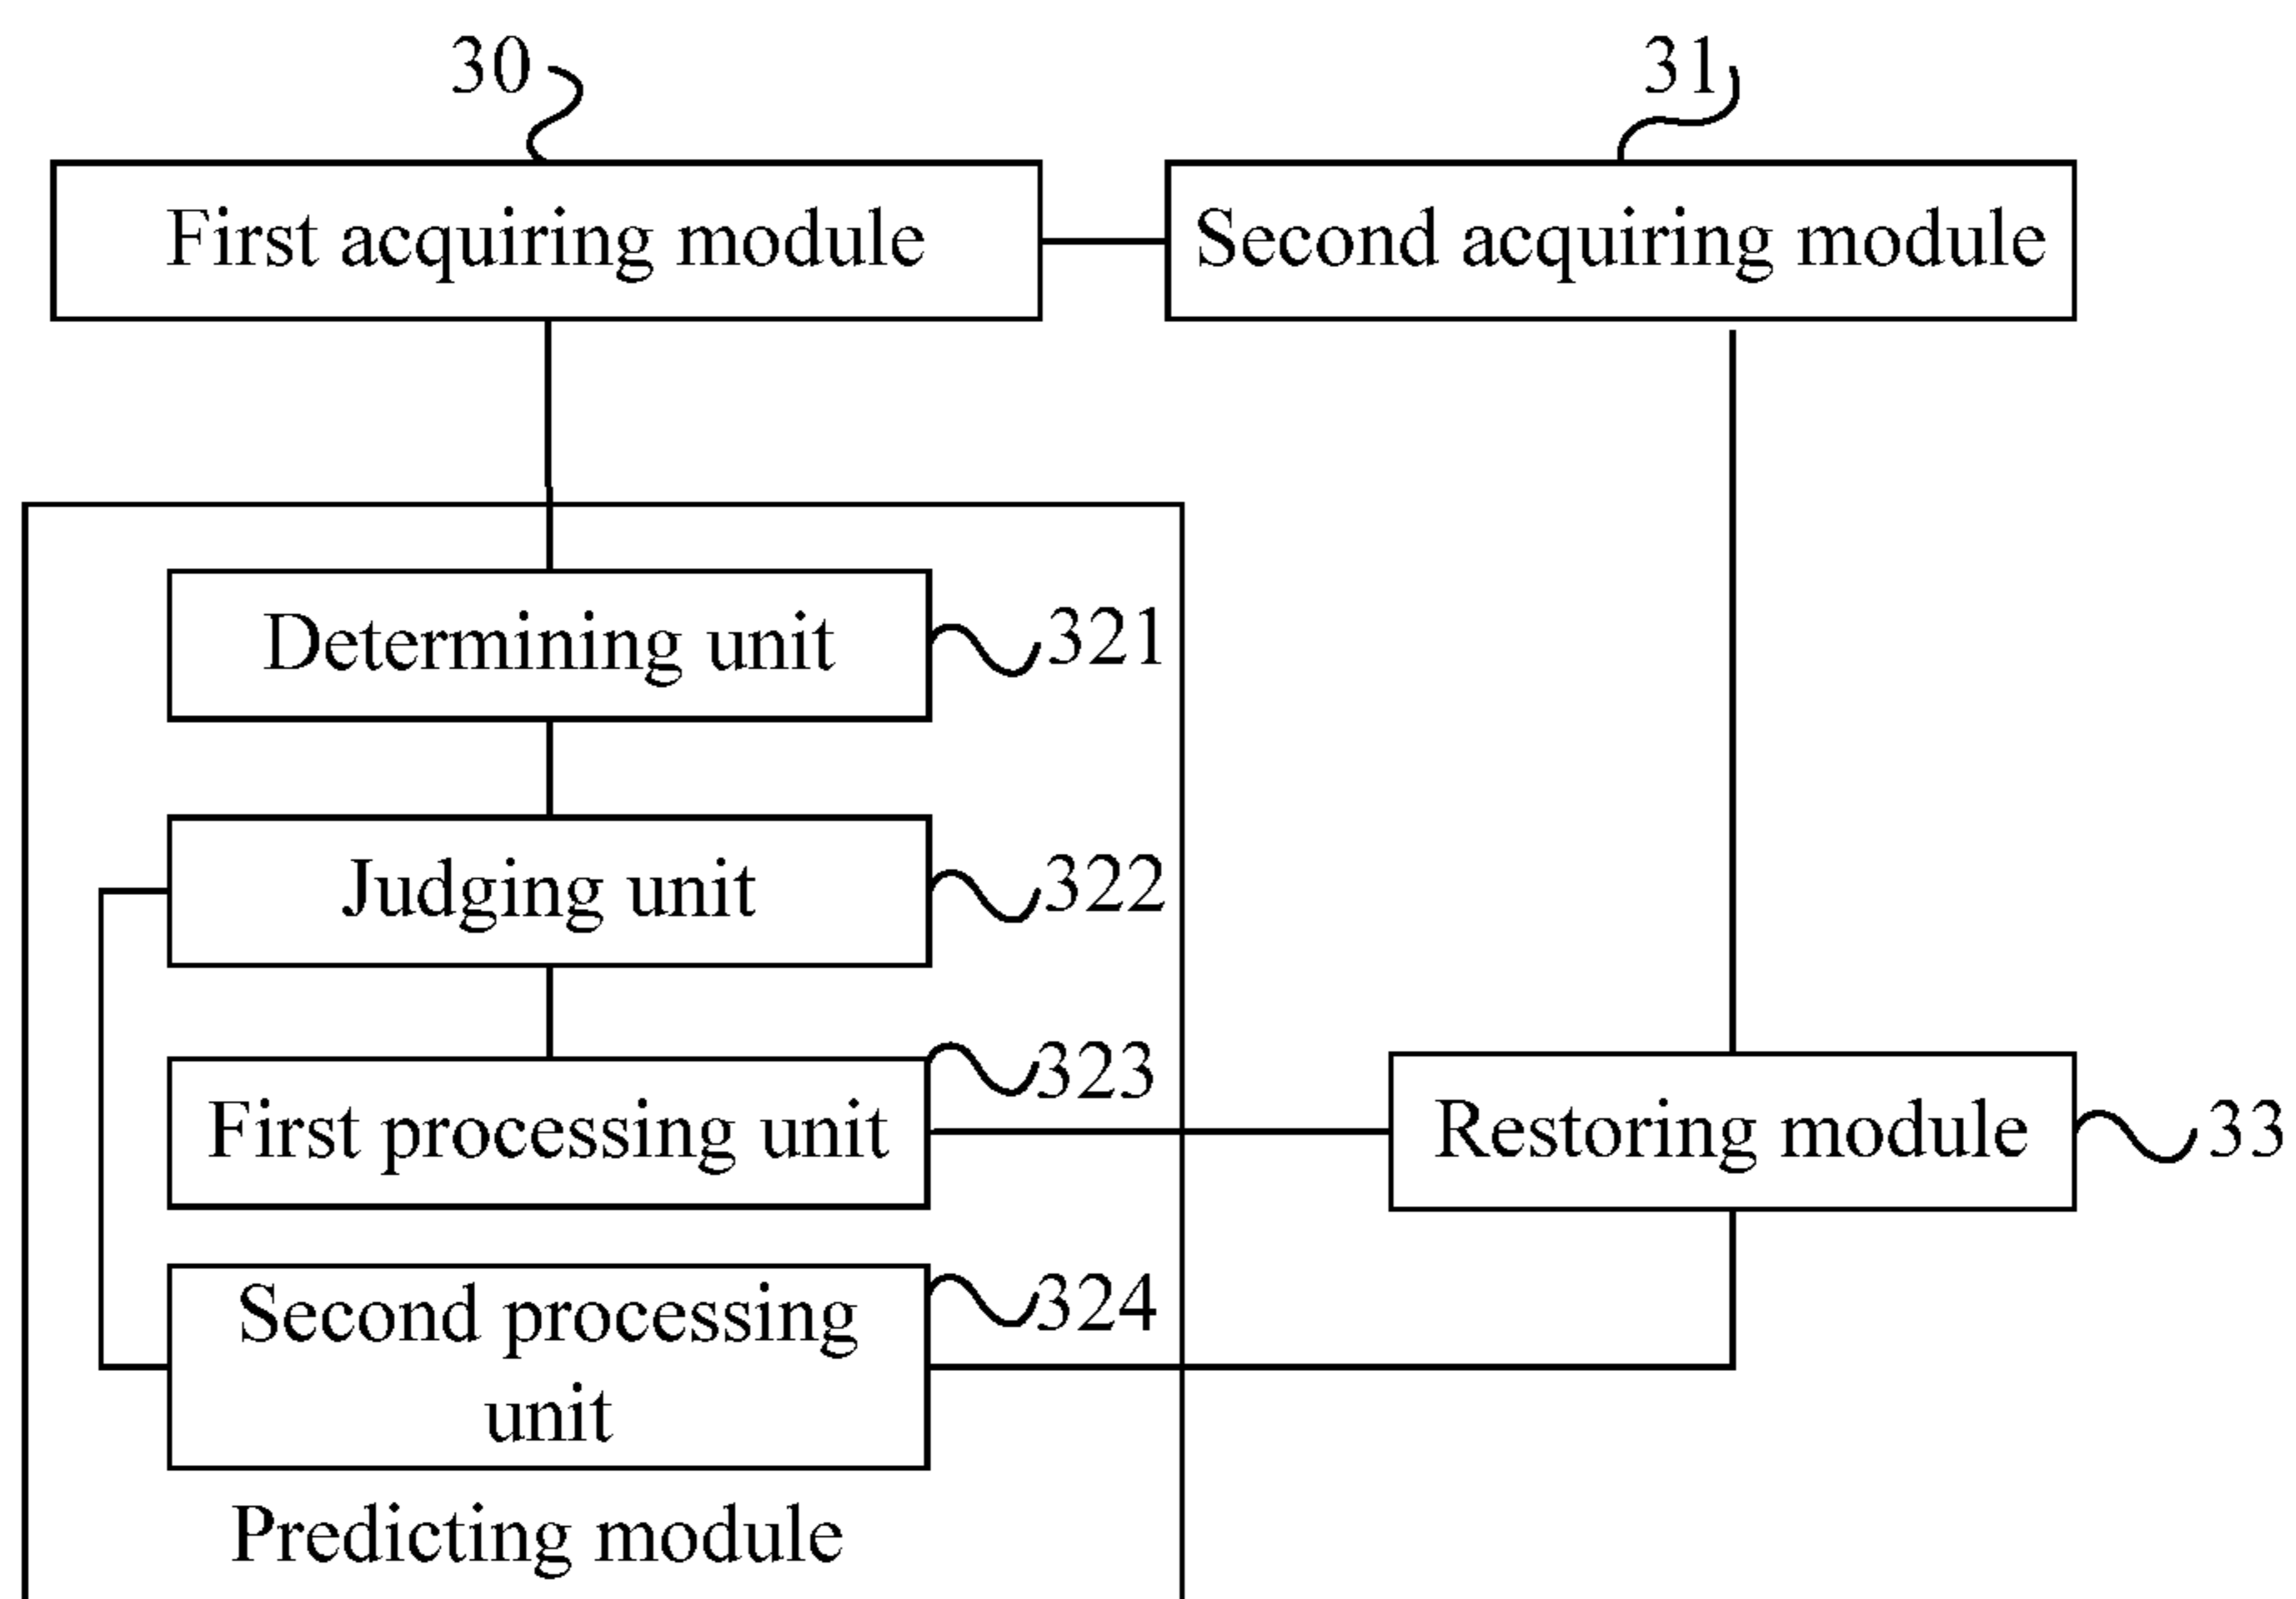 30
31
First acquiring module
Second acquiring module
Determining unit
321
Judging unit
322
First processing unit
323
Restoring module
33
Second processing
unit
324
Predicting module